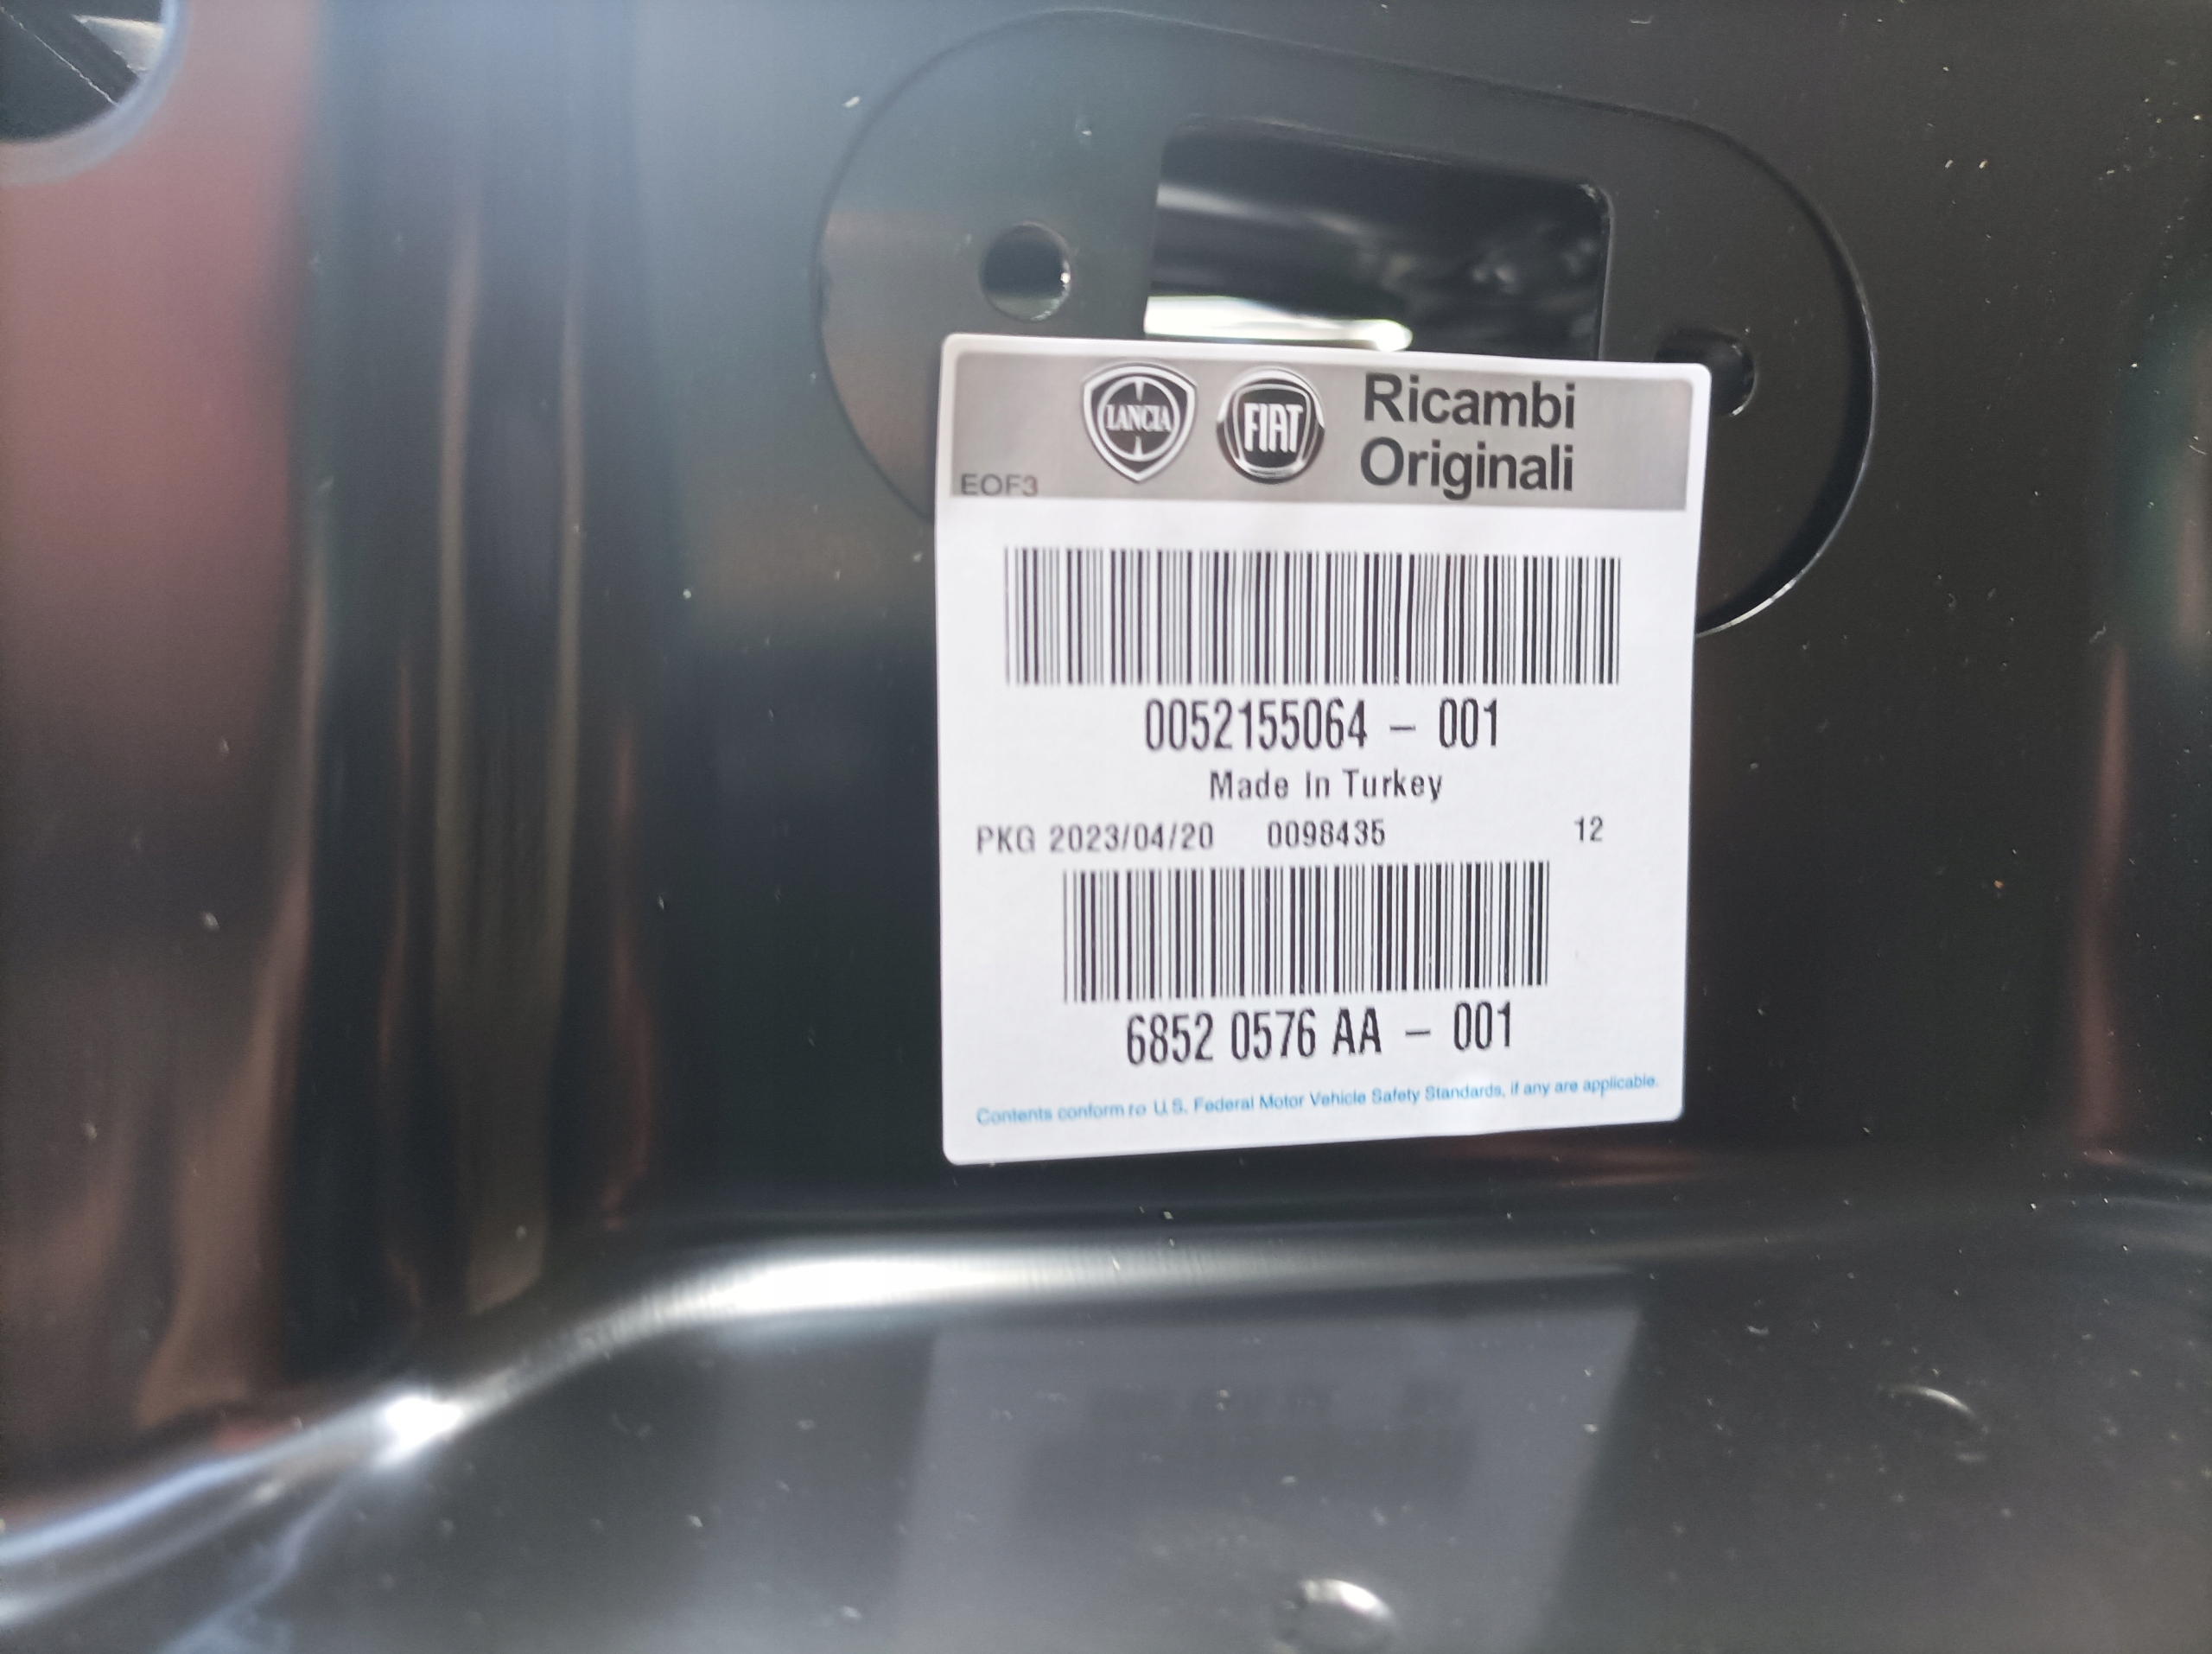 LANCIA FIAT Ricambi
Originali
EOF3
0052155064 – 001
Made In Turkey
PKG 2023/04/20 0098435 12
6852 0576 AA – 001
Contents conform to U.S. Federal Motor Vehicle Safety Standards, if any are applicable.